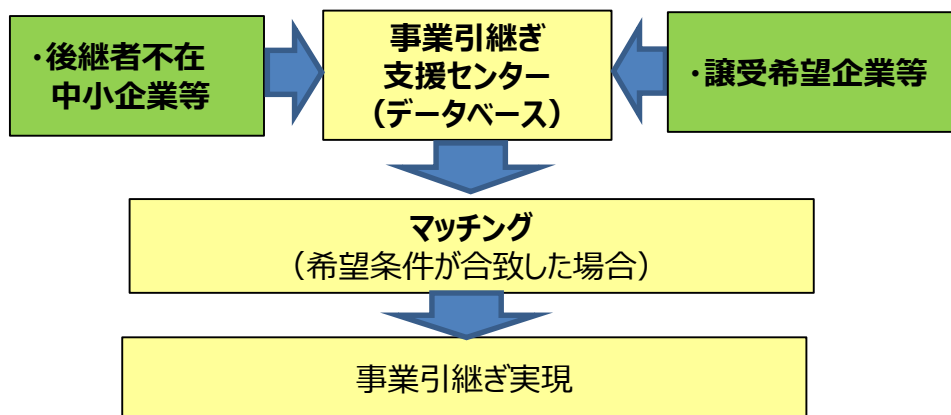 ・後継者不在
中小企業等
事業引継ぎ
支援センター
（データベース）
・譲受希望企業等
マッチング
（希望条件が合致した場合）
事業引継ぎ実現